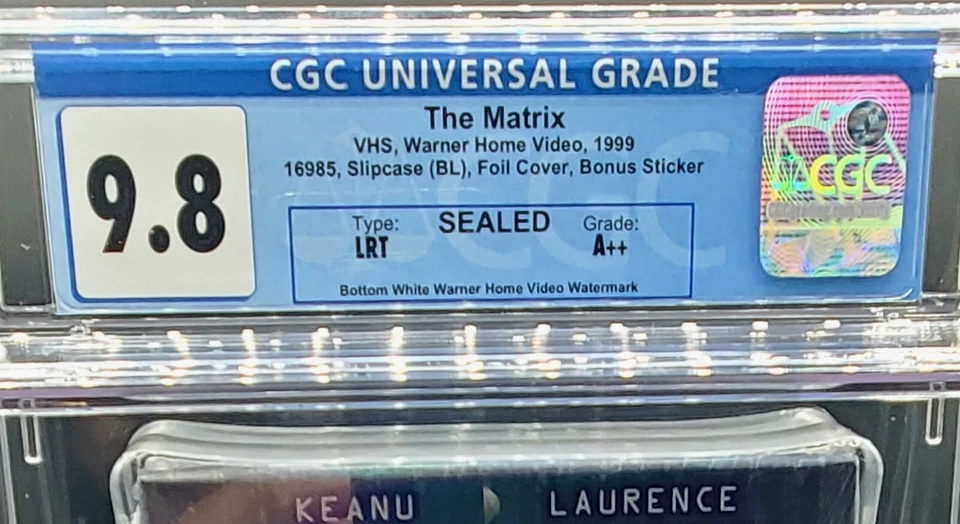 CGC UNIVERSAL GRADE
9.8
The Matrix
VHS, Warner Home Video, 1999
16985, Slipcase (BL), Foil Cover, Bonus Sticker
Type: SEALED Grade:
LRT A++
Bottom White Warner Home Video Watermark
CGC
KEANU LAURENCE